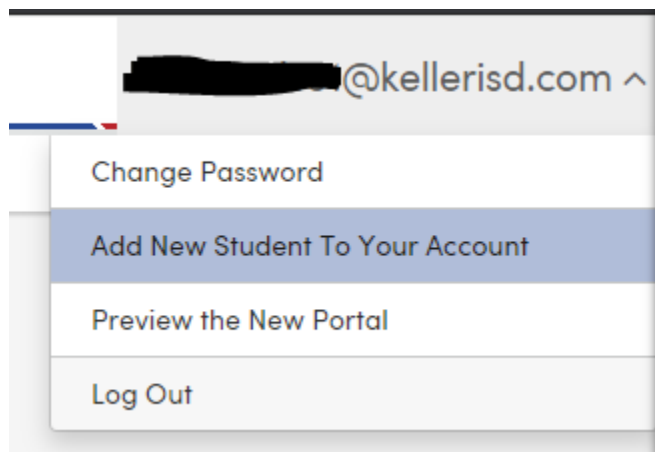 @kellerisd.com
Change Password
Add New Student To Your Account
Preview the New Portal
Log Out